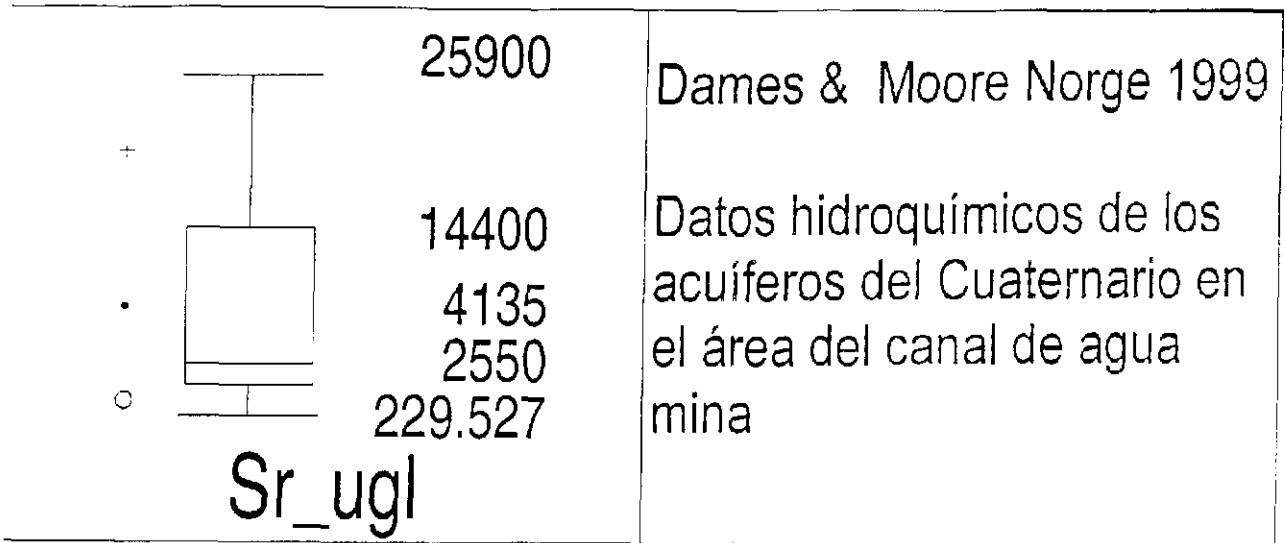 25900
14400
4135
2550
229.527
Sr_ugl
Dames & Moore Norge 1999
Datos hidroquímicos de los
acuíferos del Cuaternario en
el área del canal de agua
mina